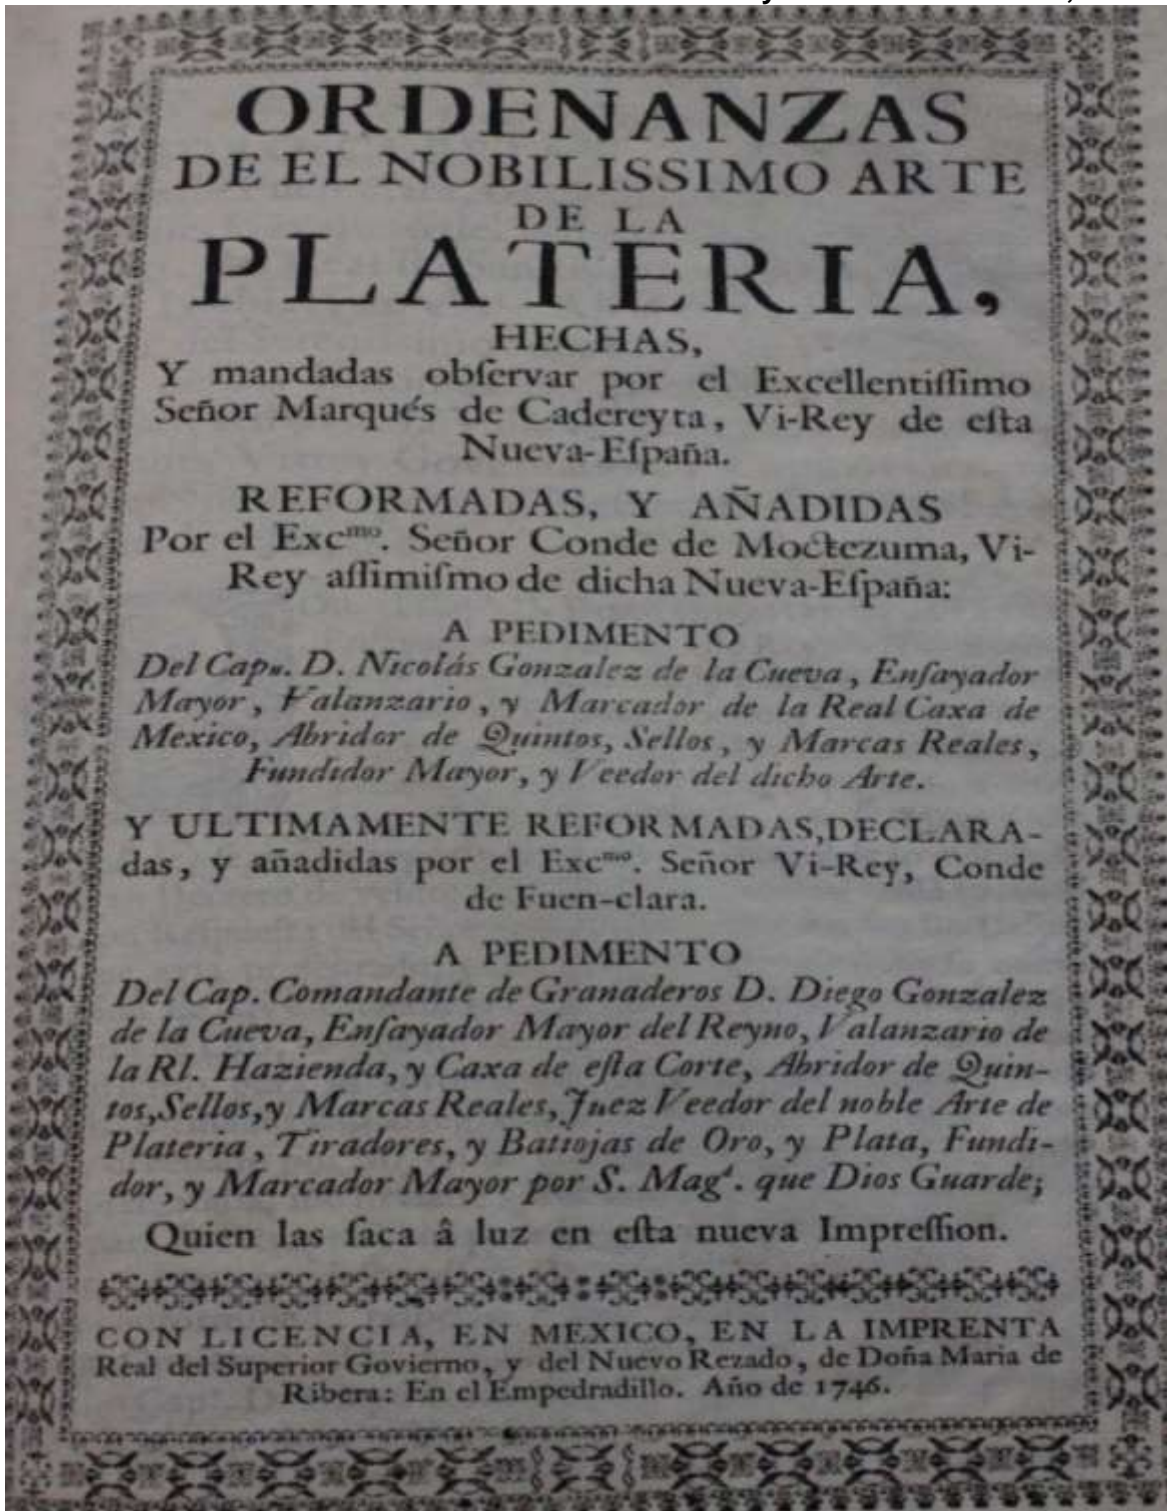 ORDENANZAS
DE EL NOBILISSIMO ARTE
DE LA
PLATERIA,
HECHAS,
Y mandadas obſervar por el Excellentiſſimo
Señor Marqués de Cadereyta, Vi-Rey de eſta
Nueva-Eſpaña.
REFORMADAS, Y AÑADIDAS
Por el Excᵐᵒ. Señor Conde de Moctezuma, Vi-
Rey aſſimiſmo de dicha Nueva-Eſpaña:
A PEDIMENTO
Del Capⁿ. D. Nicolás Gonzalez de la Cueva, Enſayador
Mayor, Valanzario, y Marcador de la Real Caxa de
Mexico, Abridor de Quintos, Sellos, y Marcas Reales,
Fundidor Mayor, y Veedor del dicho Arte.
Y ULTIMAMENTE REFORMADAS,DECLARA-
das, y añadidas por el Excᵐᵒ. Señor Vi-Rey, Conde
de Fuen-clara.
A PEDIMENTO
Del Cap. Comandante de Granaderos D. Diego Gonzalez
de la Cueva, Enſayador Mayor del Reyno, Valanzario de
la Rl. Hazienda, y Caxa de eſta Corte, Abridor de Quin-
tos,Sellos,y Marcas Reales, Juez Veedor del noble Arte de
Plateria, Tiradores, y Batiojas de Oro, y Plata, Fundi-
dor, y Marcador Mayor por S. Magᵈ. que Dios Guarde;
Quien las ſaca â luz en eſta nueva Impreſſion.
CON LICENCIA, EN MEXICO, EN LA IMPRENTA
Real del Superior Govierno, y del Nuevo Rezado, de Doña Maria de
Ribera: En el Empedradillo. Año de 1746.